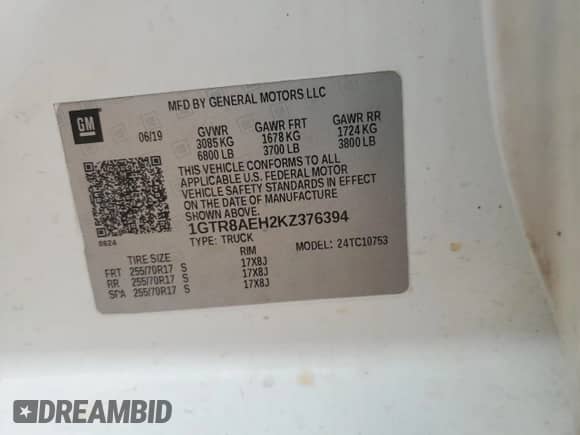 MFD BY GENERAL MOTORS LLC
GM
06/19 GVWR GAWR FRT GAWR RR
3085 KG 1678 KG 1724 KG
6800 LB 3700 LB 3800 LB
THIS VEHICLE CONFORMS TO ALL
APPLICABLE U.S. FEDERAL MOTOR
VEHICLE SAFETY STANDARDS IN EFFECT
ON THE DATE OF MANUFACTURE
SHOWN ABOVE.
0624
1GTR8AEH2KZ376394
TYPE: TRUCK MODEL: 24TC10753
TIRE SIZE RIM
FRT 255/70R17 S 17X8J
RR 255/70R17 S 17X8J
SPA 255/70R17 S 17X8J
DREAMBID